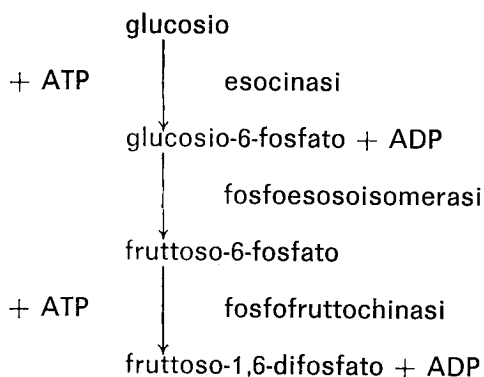 glucosio
+ ATP esocinasi
glucosio-6-fosfato + ADP
fosfoesosoisomerasi
fruttoso-6-fosfato
+ ATP fosfofruttochinasi
fruttoso-1,6-difosfato + ADP